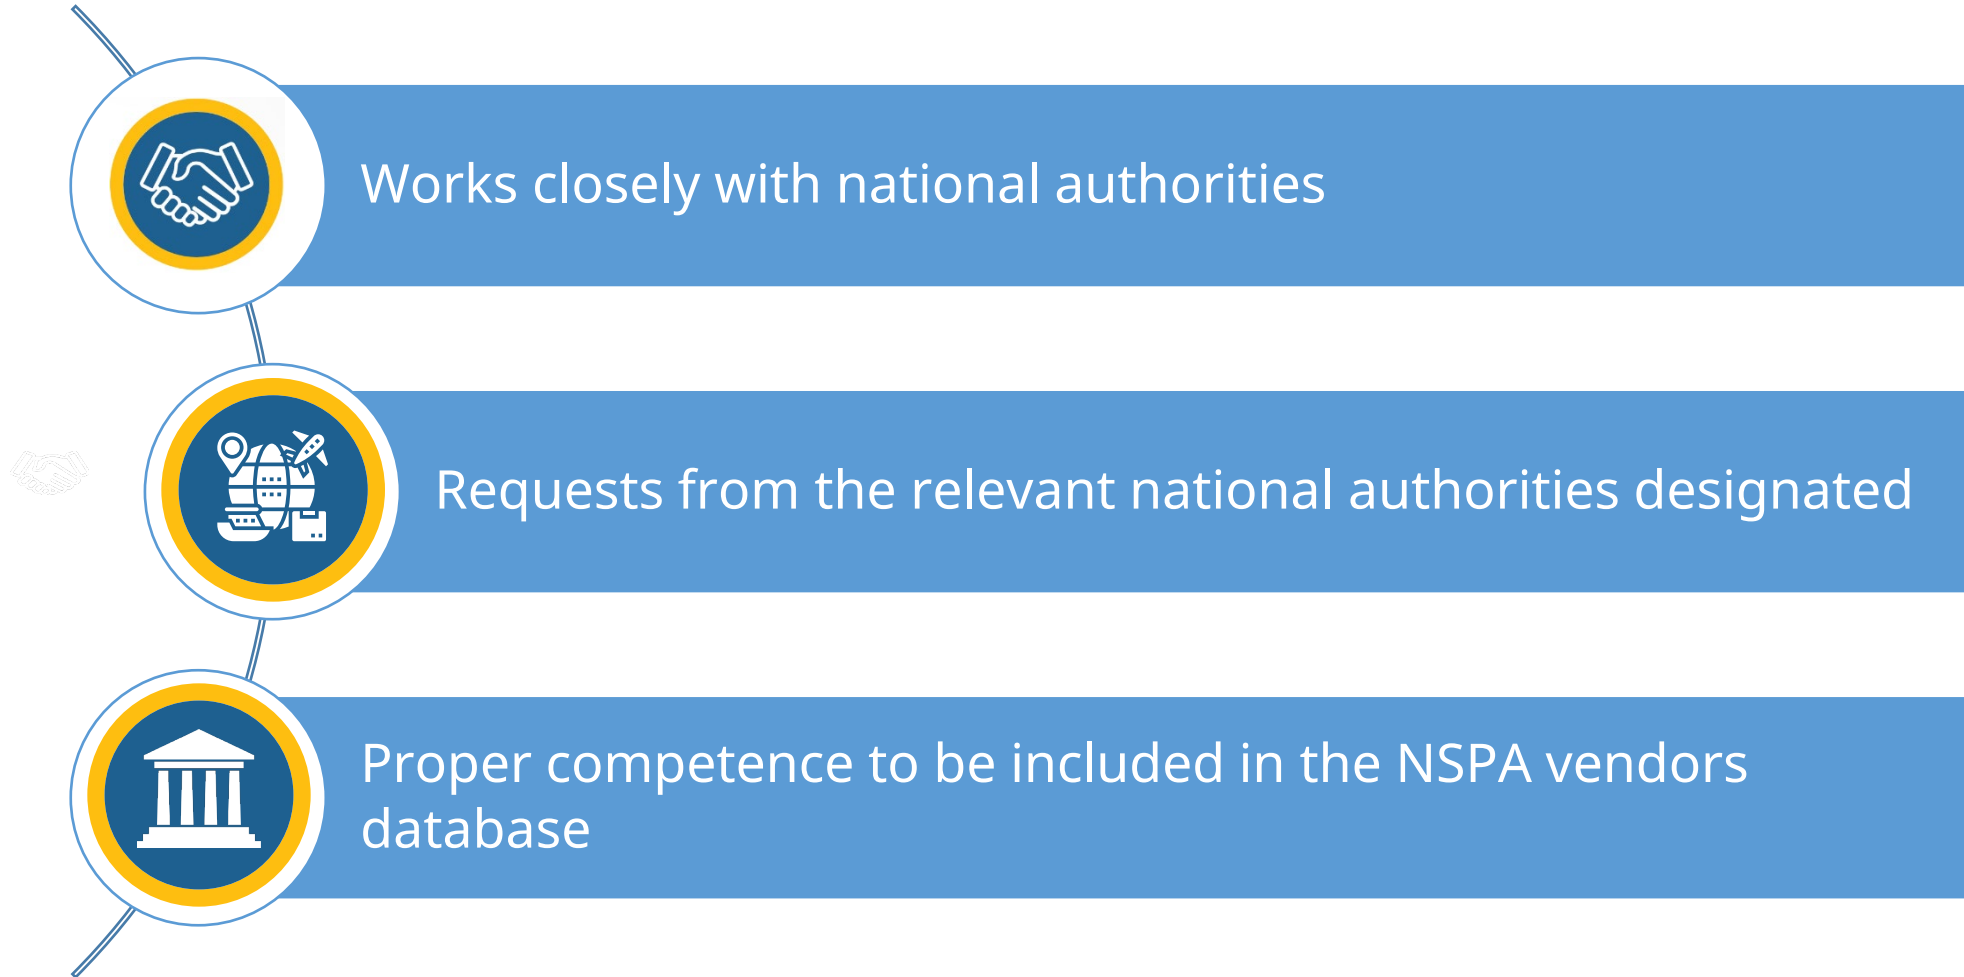 Works closely with national authorities
Requests from the relevant national authorities designated
Proper competence to be included in the NSPA vendors
database